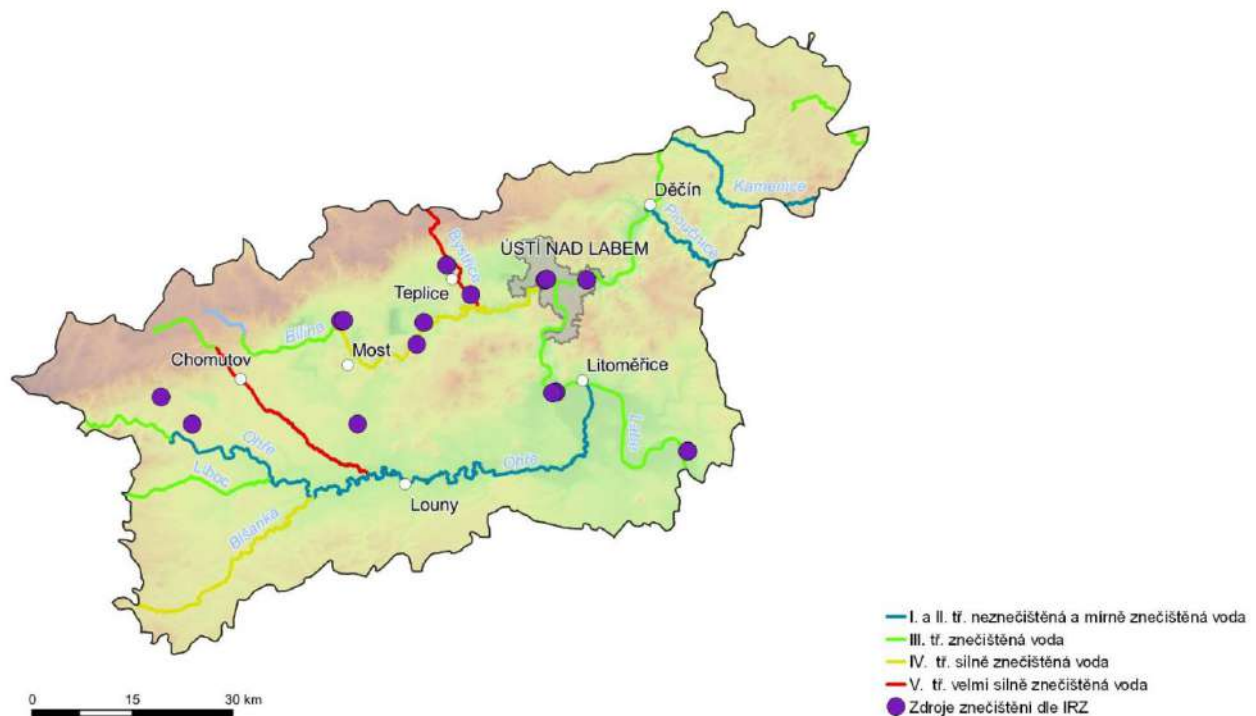 Kamenice
Děčín
Ploučnice
Bystřice
ÚSTÍ NAD LABEM
Teplice
Bílina
Most
Chomutov
Litoměřice
Labe
Ohře
Ohře
Liboc
Louny
Blšanka
I. a II. tř. neznečištěná a mírně znečištěná voda
III. tř. znečištěná voda
IV. tř. silně znečištěná voda
V. tř. velmi silně znečištěná voda
Zdroje znečištění dle IRZ
0 15 30 km